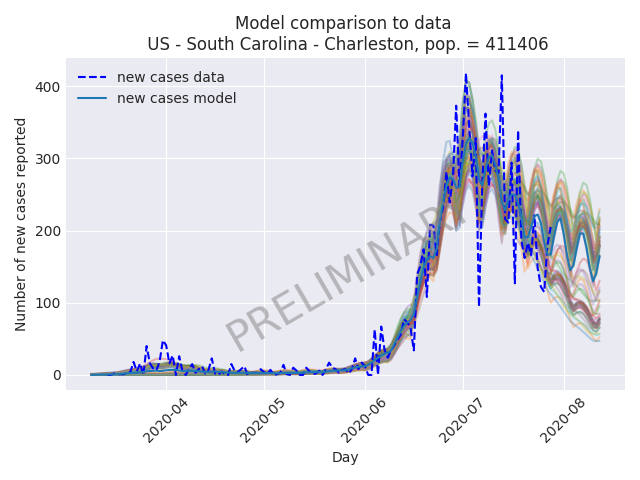 Model comparison to data
US - South Carolina - Charleston, pop. = 411406
new cases data
new cases model
PRELIMINARY
Number of new cases reported
400
300
200
100
0
2020-04
2020-05
2020-06
2020-07
2020-08
Day